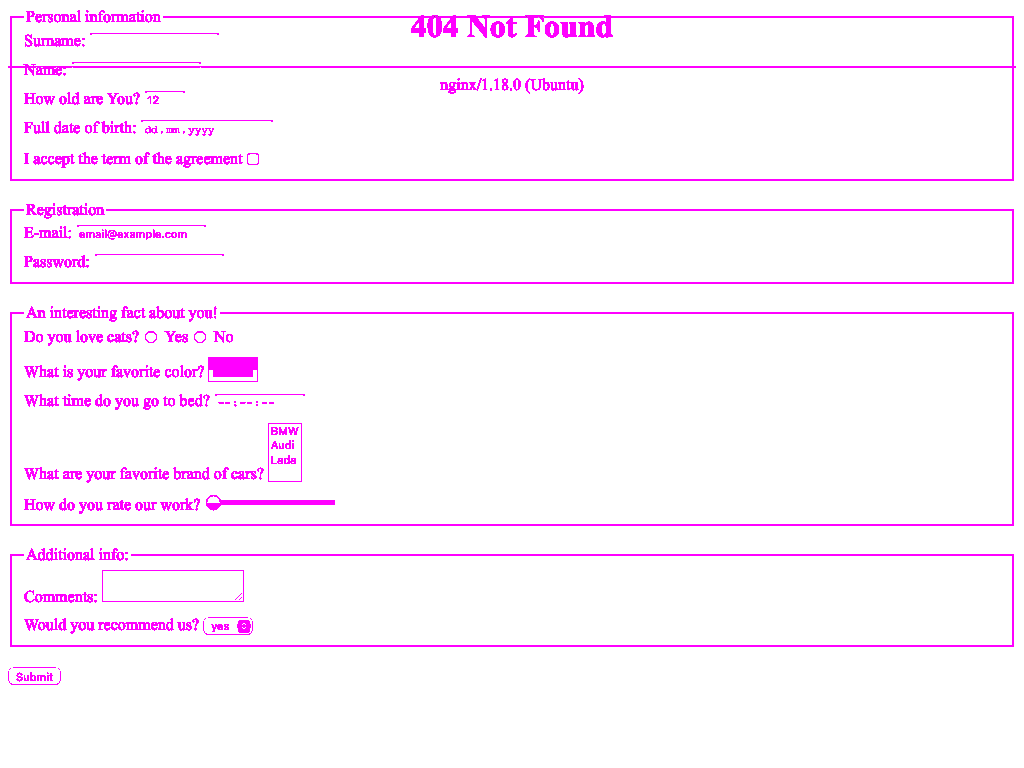 Personal information
404 Not Found
Surname:
Name:
nginx/1.18.0 (Ubuntu)
How old are You? 12
Full date of birth: dd.mm.yyyy
I accept the term of the agreement
Registration
E-mail: email@example.com
Password:
An interesting fact about you!
Do you love cats? Yes No
What is your favorite color?
What time do you go to bed? --:--:--
BMW
Audi
Lada
What are your favorite brand of cars?
How do you rate our work?
Additional info:
Comments:
Would you recommend us? yes
Submit